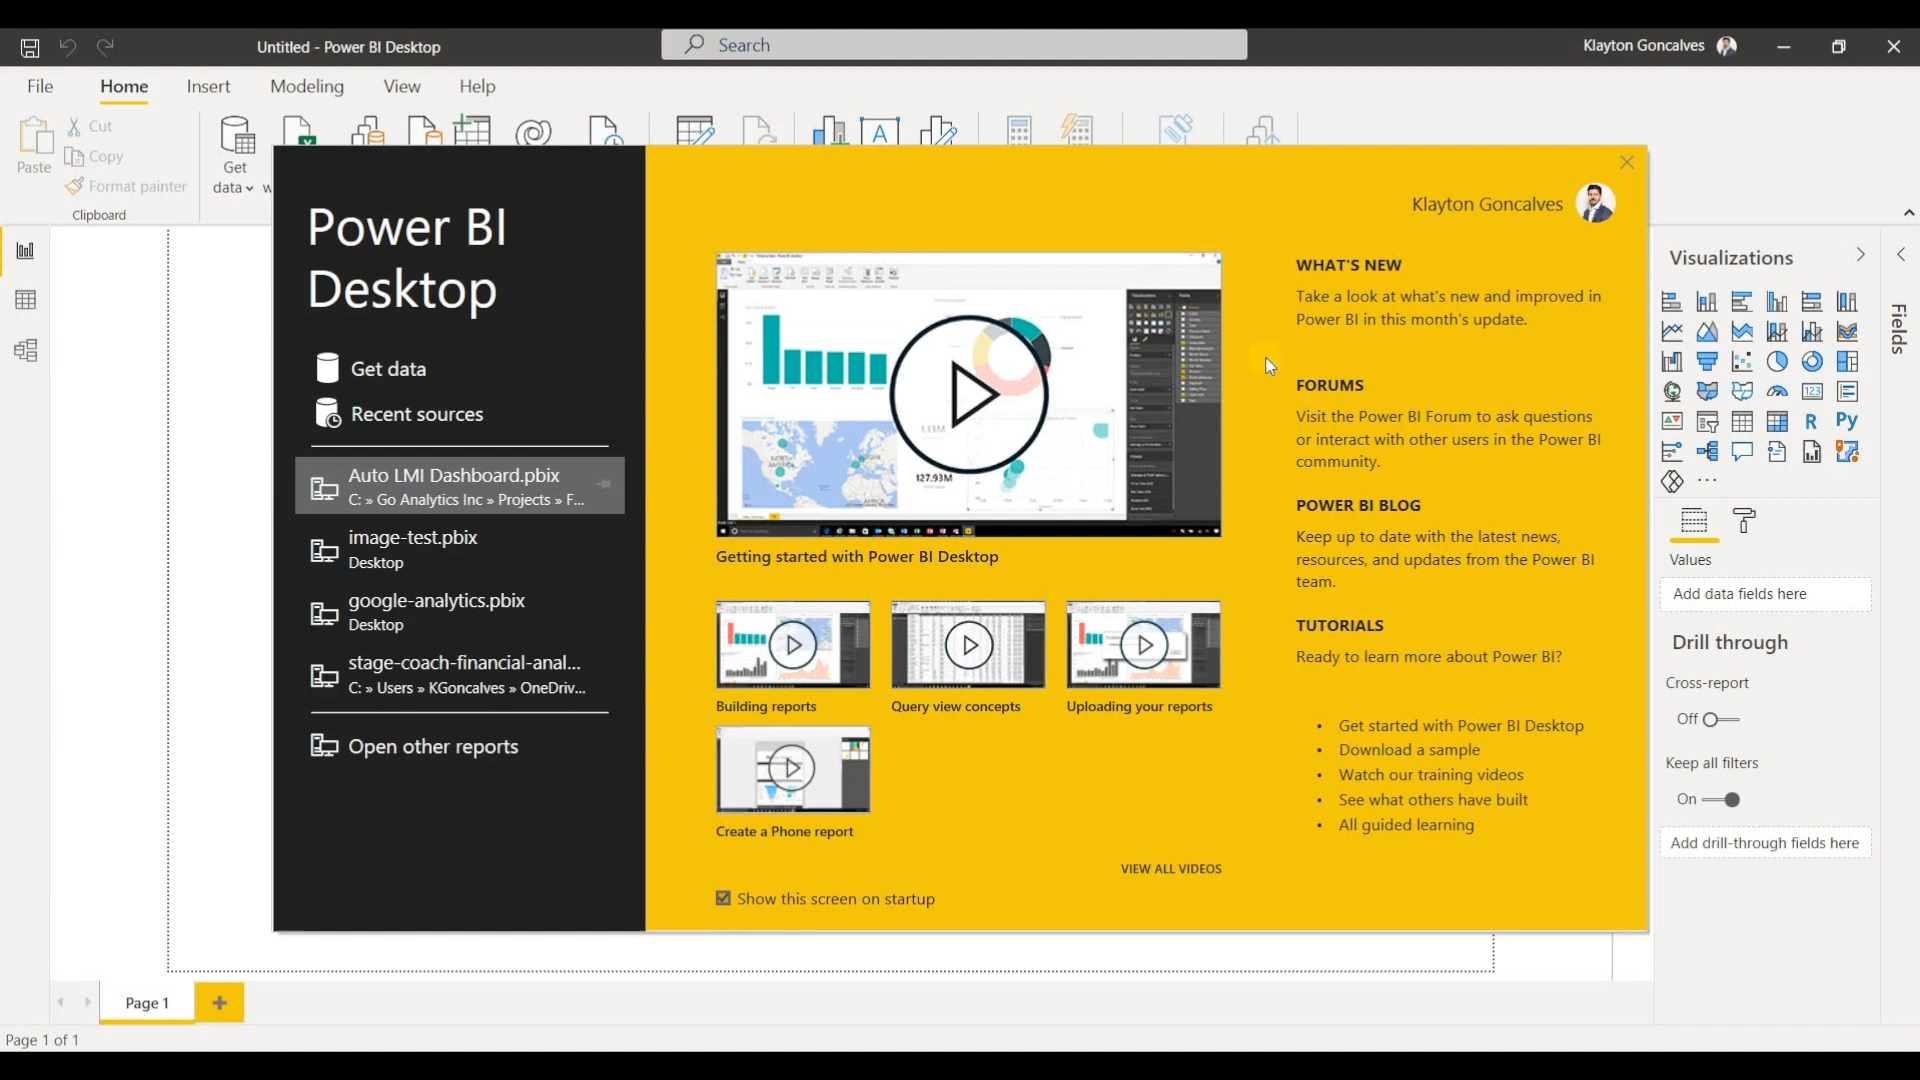 Untitled - Power BI Desktop
Search
Klayton Goncalves
File
Home
Insert
Modeling
View
Help
Paste
Cut
Copy
Format painter
Clipboard
Get
data
Power BI
Desktop
Get data
Recent sources
Auto LMI Dashboard.pbix
C: » Go Analytics Inc » Projects » F...
image-test.pbix
Desktop
google-analytics.pbix
Desktop
stage-coach-financial-anal...
C: » Users » KGoncalves » OneDriv...
Open other reports
Klayton Goncalves
1.13M
127.93M
NORTH
AMERICA
Getting started with Power BI Desktop
Building reports
Query view concepts
Uploading your reports
Create a Phone report
VIEW ALL VIDEOS
Show this screen on startup
WHAT'S NEW
Take a look at what's new and improved in
Power BI in this month's update.
FORUMS
Visit the Power BI Forum to ask questions
or interact with other users in the Power BI
community.
POWER BI BLOG
Keep up to date with the latest news,
resources, and updates from the Power BI
team.
TUTORIALS
Ready to learn more about Power BI?
• Get started with Power BI Desktop
• Download a sample
• Watch our training videos
• See what others have built
• All guided learning
Visualizations
123
R
Py
Values
Add data fields here
Drill through
Cross-report
Off
Keep all filters
On
Add drill-through fields here
Fields
A
Page 1
Page 1 of 1